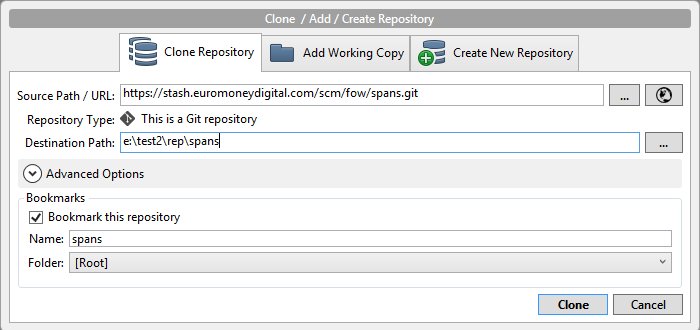 Clone / Add / Create Repository
Clone Repository
Add Working Copy
Create New Repository
Source Path / URL: https://stash.euromoneydigital.com/scm/fow/spans.git ...
Repository Type: This is a Git repository
Destination Path: e:\test2\rep\spans ...
Advanced Options
Bookmarks
Bookmark this repository
Name: spans
Folder: [Root]
Clone Cancel